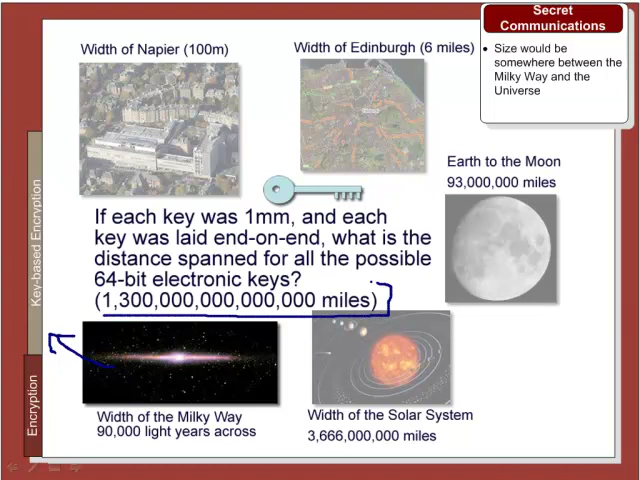 Secret
Communications
• Size would be
somewhere between the
Milky Way and the
Universe
Width of Napier (100m)
Width of Edinburgh (6 miles)
Earth to the Moon
93,000,000 miles
If each key was 1mm, and each
key was laid end-on-end, what is the
distance spanned for all the possible
64-bit electronic keys?
(1,300,000,000,000,000 miles)
Width of the Milky Way
90,000 light years across
Width of the Solar System
3,666,000,000 miles
Key-based Encryption
Encryption